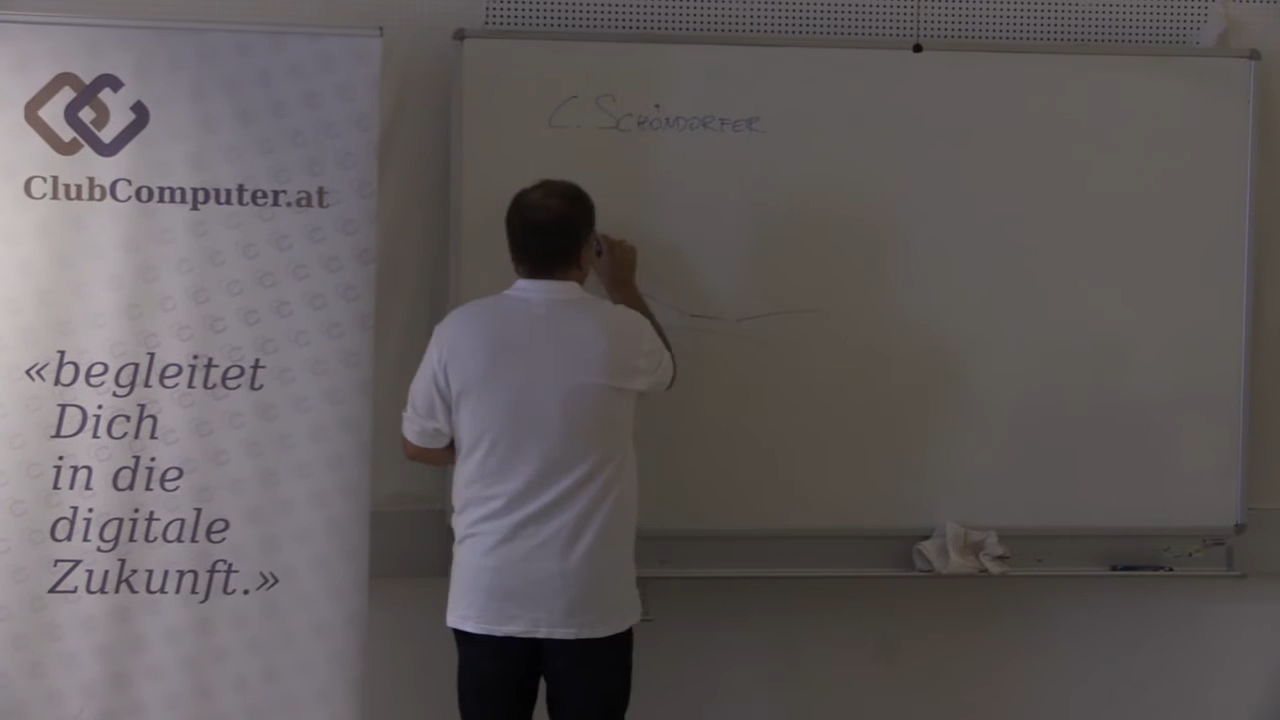 ClubComputer.at
«begleitet
Dich
in die
digitale
Zukunft.»
C. SCHÖNDORFER